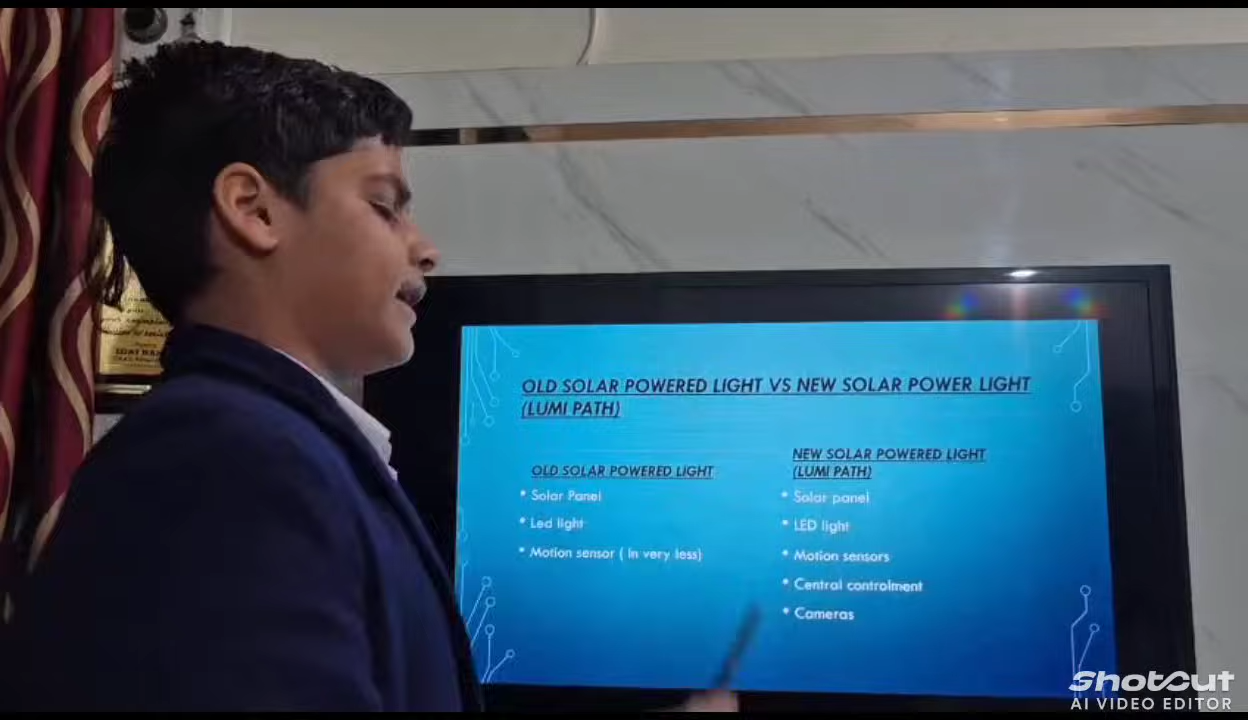 OLD SOLAR POWERED LIGHT VS NEW SOLAR POWER LIGHT
(LUMI PATH)
OLD SOLAR POWERED LIGHT
• Solar Panel
• Led light
• Motion sensor ( In very less)
NEW SOLAR POWERED LIGHT
(LUMI PATH)
• Solar panel
• LED light
• Motion sensors
• Central controlment
• Cameras
ShotCut
AI VIDEO EDITOR